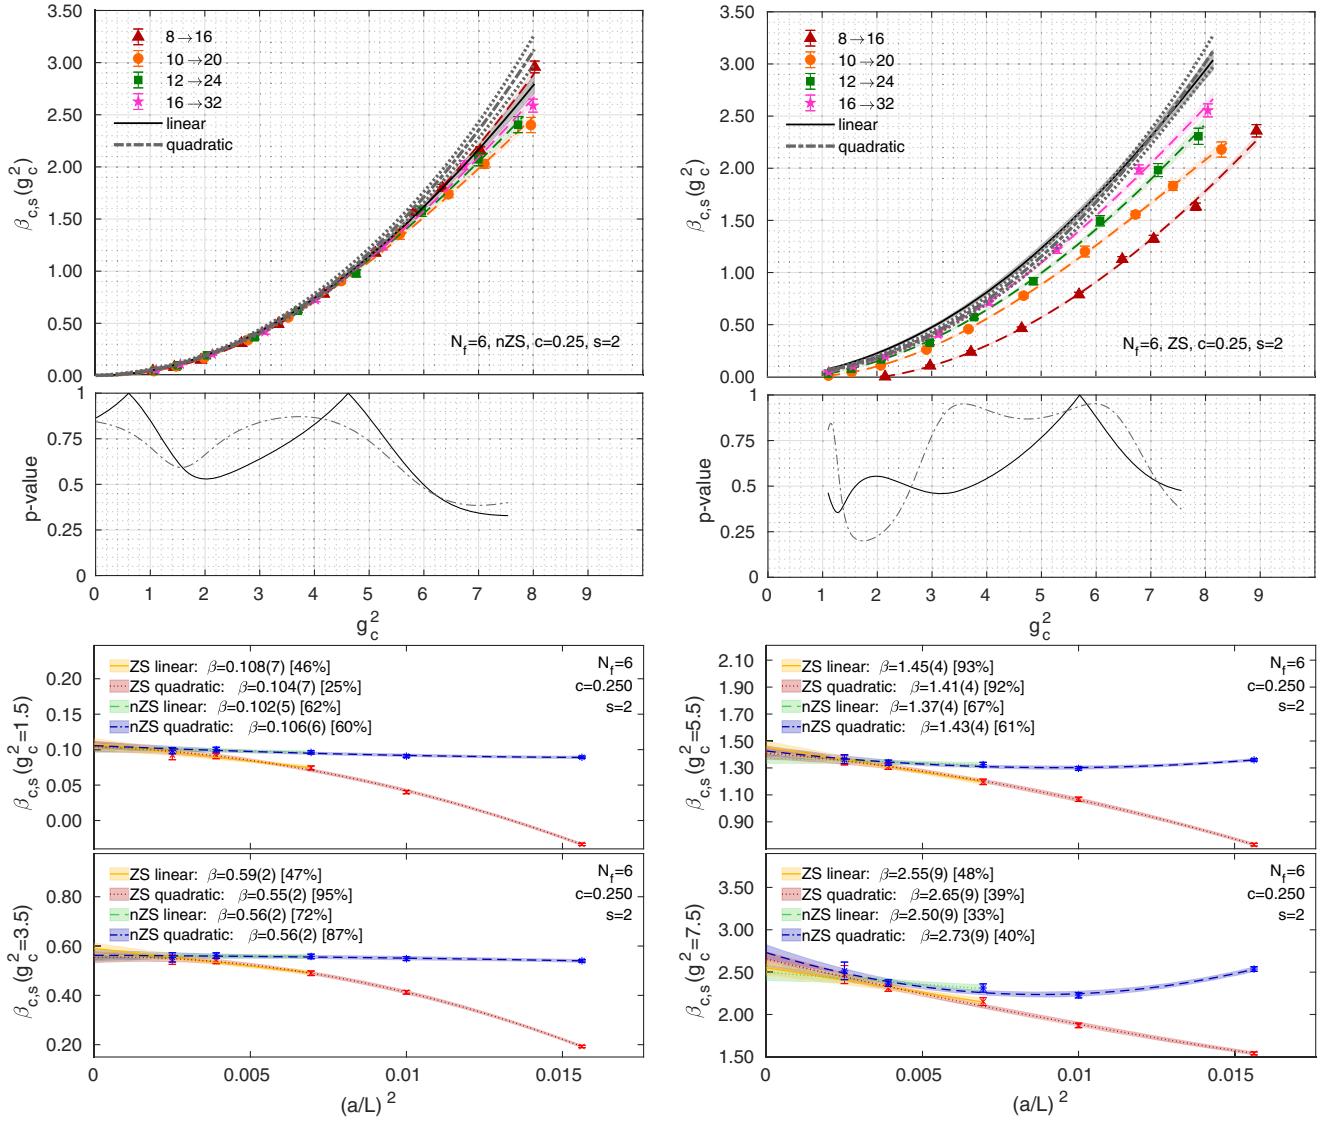 3.50
3.00
2.50
2.00
1.50
1.00
0.50
0.00
β_{c,s}(g_c^2)
8→16
10→20
12→24
16→32
linear
quadratic
N_f=6, nZS, c=0.25, s=2
1
0.75
0.5
0.25
0
p-value
0 1 2 3 4 5 6 7 8 9
g_c^2
3.50
3.00
2.50
2.00
1.50
1.00
0.50
0.00
β_{c,s}(g_c^2)
8→16
10→20
12→24
16→32
linear
quadratic
N_f=6, ZS, c=0.25, s=2
1
0.75
0.5
0.25
0
p-value
0 1 2 3 4 5 6 7 8 9
g_c^2
0.20
0.15
0.10
0.05
0.00
β_{c,s}(g_c^2=1.5)
ZS linear: β=0.108(7) [46%]
ZS quadratic: β=0.104(7) [25%]
nZS linear: β=0.102(5) [62%]
nZS quadratic: β=0.106(6) [60%]
N_f=6
c=0.250
s=2
2.10
1.90
1.70
1.50
1.30
1.10
0.90
β_{c,s}(g_c^2=5.5)
ZS linear: β=1.45(4) [93%]
ZS quadratic: β=1.41(4) [92%]
nZS linear: β=1.37(4) [67%]
nZS quadratic: β=1.43(4) [61%]
N_f=6
c=0.250
s=2
0.80
0.60
0.40
0.20
β_{c,s}(g_c^2=3.5)
ZS linear: β=0.59(2) [47%]
ZS quadratic: β=0.55(2) [95%]
nZS linear: β=0.56(2) [72%]
nZS quadratic: β=0.56(2) [87%]
N_f=6
c=0.250
s=2
0 0.005 0.01 0.015
(a/L)^2
3.50
3.00
2.50
2.00
1.50
β_{c,s}(g_c^2=7.5)
ZS linear: β=2.55(9) [48%]
ZS quadratic: β=2.65(9) [39%]
nZS linear: β=2.50(9) [33%]
nZS quadratic: β=2.73(9) [40%]
N_f=6
c=0.250
s=2
0 0.005 0.01 0.015
(a/L)^2